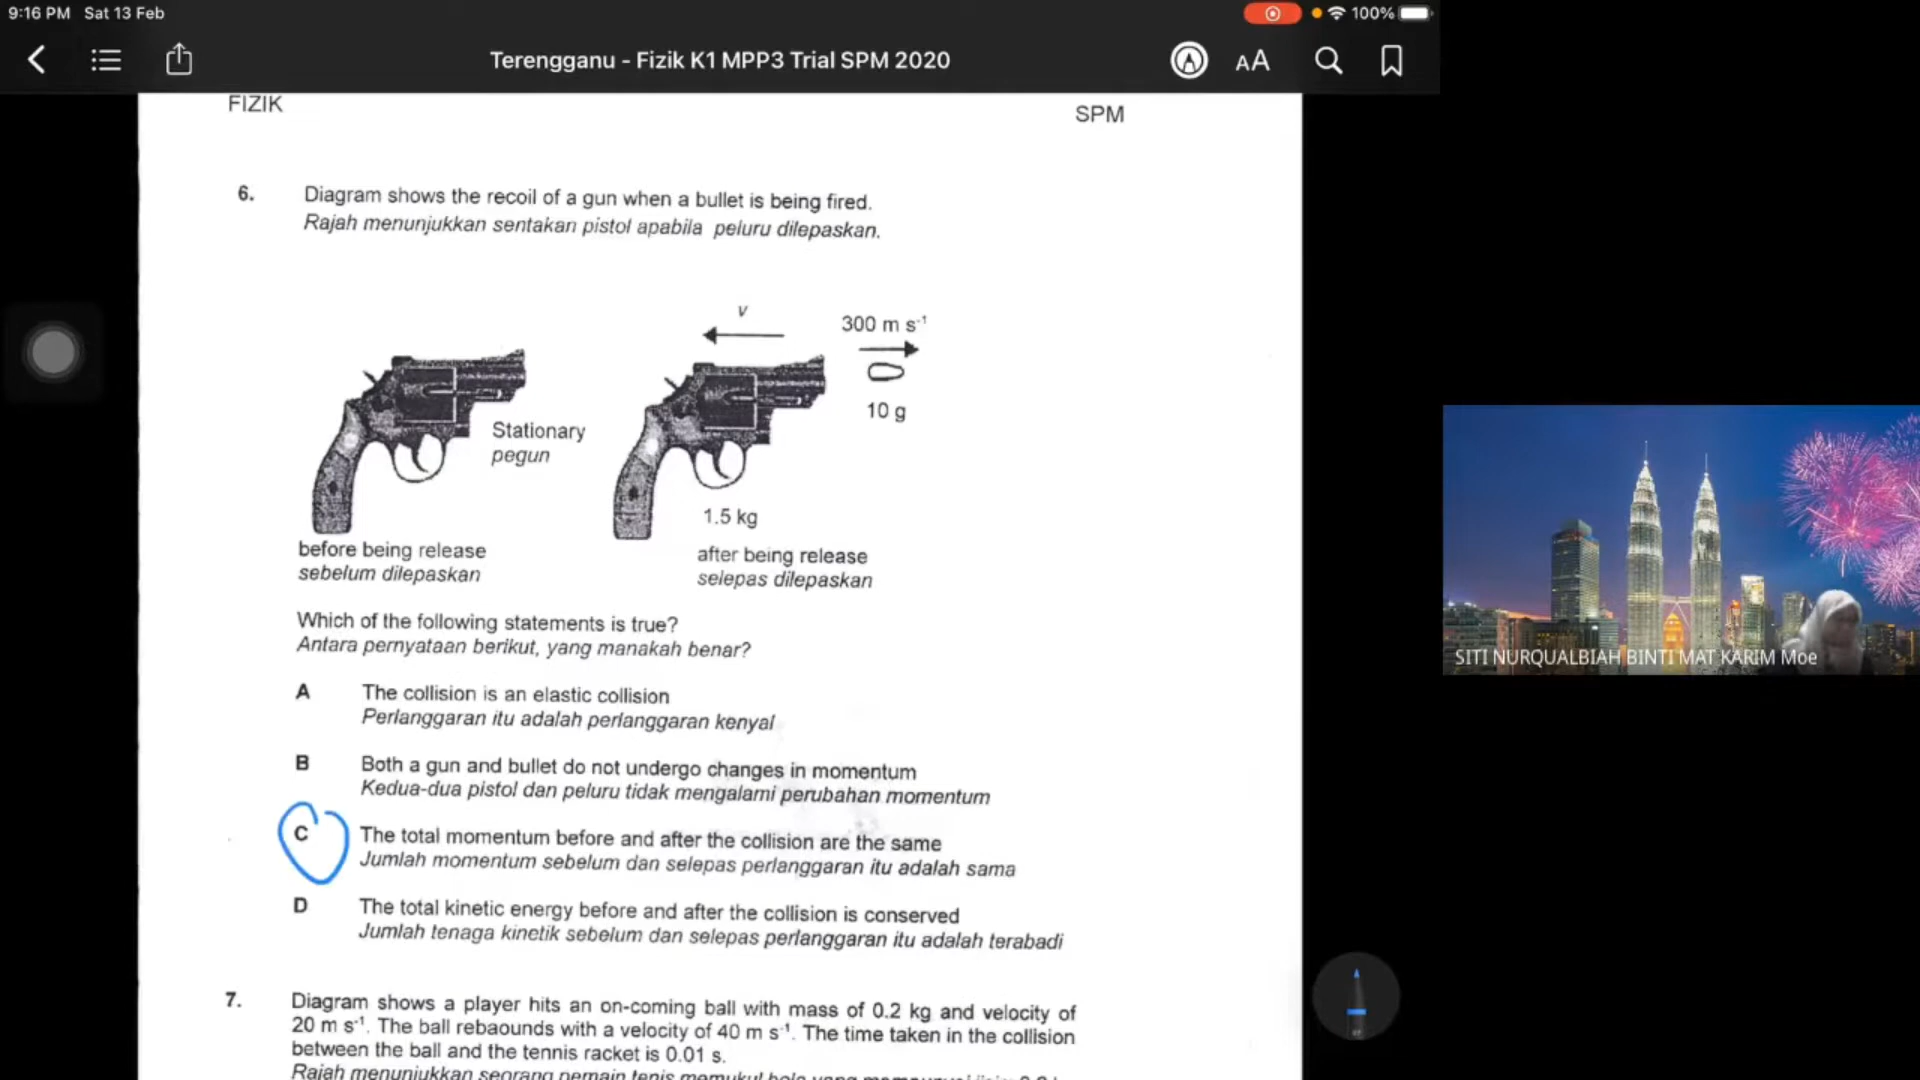 9:16 PM Sat 13 Feb
100%
Terengganu - Fizik K1 MPP3 Trial SPM 2020
AA
FIZIK
SPM
6. Diagram shows the recoil of a gun when a bullet is being fired.
Rajah menunjukkan sentakan pistol apabila peluru dilepaskan.
v
300 m s⁻¹
10 g
Stationary
pegun
1.5 kg
before being release
sebelum dilepaskan
after being release
selepas dilepaskan
Which of the following statements is true?
Antara pernyataan berikut, yang manakah benar?
A The collision is an elastic collision
Perlanggaran itu adalah perlanggaran kenyal
B Both a gun and bullet do not undergo changes in momentum
Kedua-dua pistol dan peluru tidak mengalami perubahan momentum
C The total momentum before and after the collision are the same
Jumlah momentum sebelum dan selepas perlanggaran itu adalah sama
D The total kinetic energy before and after the collision is conserved
Jumlah tenaga kinetik sebelum dan selepas perlanggaran itu adalah terabadi
7. Diagram shows a player hits an on-coming ball with mass of 0.2 kg and velocity of
20 m s⁻¹. The ball rebaounds with a velocity of 40 m s⁻¹. The time taken in the collision
between the ball and the tennis racket is 0.01 s.
Rajah menunjukkan seorang pemain tenis memukul bola yang
SITI NURQUALBIAH BINTI MAT KARIM Moe